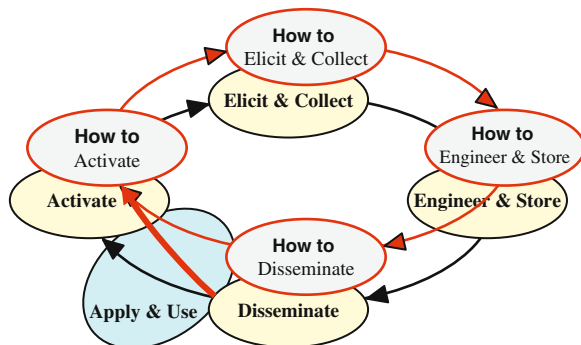 How to
Elicit & Collect
Elicit & Collect
How to
Activate
Activate
How to
Engineer & Store
Engineer & Store
How to
Disseminate
Disseminate
Apply & Use